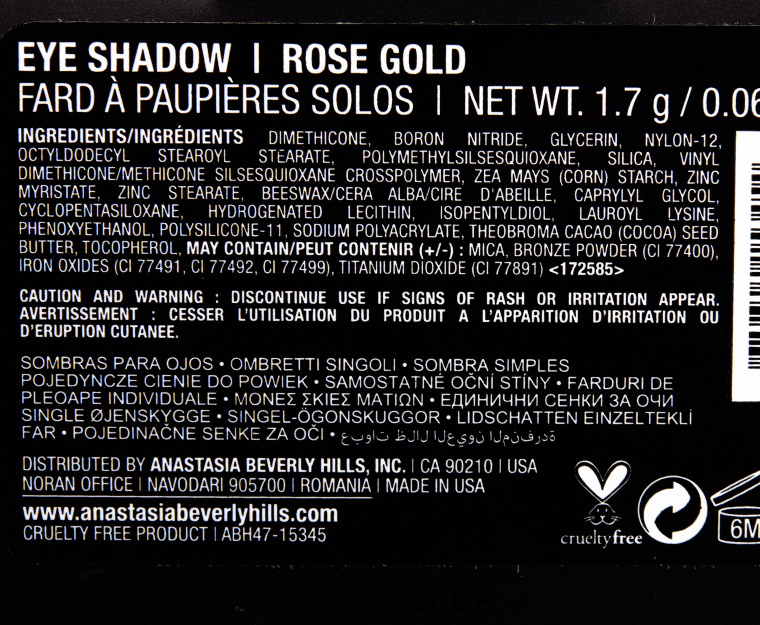 EYE SHADOW | ROSE GOLD
FARD À PAUPIÈRES SOLOS | NET WT. 1.7 g / 0.06
INGREDIENTS/INGRÉDIENTS DIMETHICONE, BORON NITRIDE, GLYCERIN, NYLON-12,
OCTYLDODECYL STEAROYL STEARATE, POLYMETHYLSILSESQUIOXANE, SILICA, VINYL
DIMETHICONE/METHICONE SILSESQUIOXANE CROSSPOLYMER, ZEA MAYS (CORN) STARCH, ZINC
MYRISTATE, ZINC STEARATE, BEESWAX/CERA ALBA/CIRE D'ABEILLE, CAPRYLYL GLYCOL,
CYCLOPENTASILOXANE, HYDROGENATED LECITHIN, ISOPENTYLDIOL, LAUROYL LYSINE,
PHENOXYETHANOL, POLYSILICONE-11, SODIUM POLYACRYLATE, THEOBROMA CACAO (COCOA) SEED
BUTTER, TOCOPHEROL, MAY CONTAIN/PEUT CONTENIR (+/-) : MICA, BRONZE POWDER (CI 77400),
IRON OXIDES (CI 77491, CI 77492, CI 77499), TITANIUM DIOXIDE (CI 77891) <172585>
CAUTION AND WARNING : DISCONTINUE USE IF SIGNS OF RASH OR IRRITATION APPEAR.
AVERTISSEMENT : CESSER L'UTILISATION DU PRODUIT A L'APPARITION D'IRRITATION OU
D'ERUPTION CUTANEE.
SOMBRAS PARA OJOS • OMBRETTI SINGOLI • SOMBRA SIMPLES
POJEDYNCZE CIENIE DO POWIEK • SAMOSTATNÉ OČNÍ STÍNY • FARDURI DE
PLEOAPE INDIVIDUALE • ΜΟΝΕΣ ΣΚΙΕΣ ΜΑΤΙΩΝ • ЕДИНИЧНИ СЕНКИ ЗА ОЧИ
SINGLE ØJENSKYGGE • SINGEL-ÖGONSKUGGOR • LIDSCHATTEN EINZELTEKLİ
FAR • POJEDINAČNE SENKE ZA OČI • عبوات ظلال العيون المنفردة
DISTRIBUTED BY ANASTASIA BEVERLY HILLS, INC. | CA 90210 | USA
NORAN OFFICE | NAVODARI 905700 | ROMANIA | MADE IN USA
www.anastasiabeverlyhills.com
CRUELTY FREE PRODUCT | ABH47-15345
crueltyfree
6M